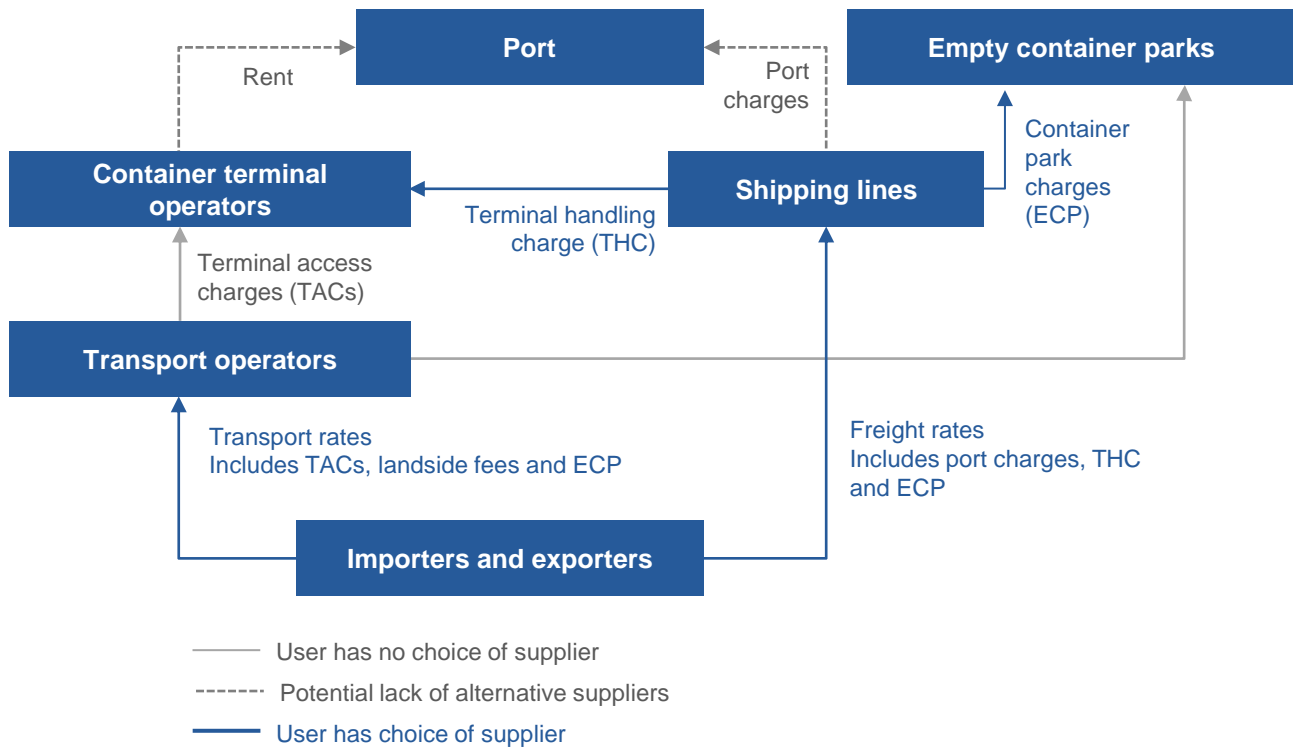 Port
Empty container parks
Rent
Port
charges
Container
park
charges
(ECP)
Container terminal
operators
Shipping lines
Terminal handling
charge (THC)
Terminal access
charges (TACs)
Transport operators
Transport rates
Includes TACs, landside fees and ECP
Freight rates
Includes port charges, THC
and ECP
Importers and exporters
User has no choice of supplier
Potential lack of alternative suppliers
User has choice of supplier